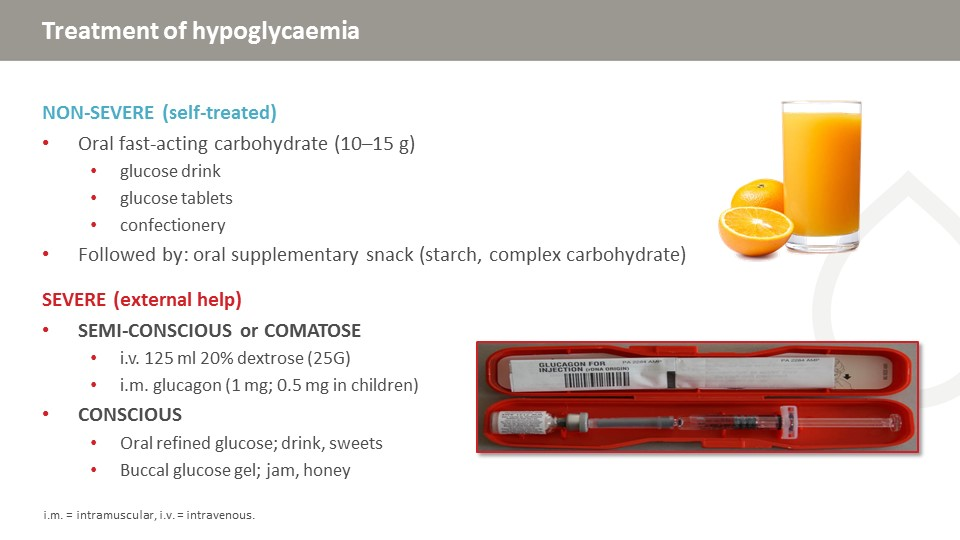 Treatment of hypoglycaemia
NON-SEVERE (self-treated)
• Oral fast-acting carbohydrate (10–15 g)
• glucose drink
• glucose tablets
• confectionery
• Followed by: oral supplementary snack (starch, complex carbohydrate)
SEVERE (external help)
• SEMI-CONSCIOUS or COMATOSE
• i.v. 125 ml 20% dextrose (25G)
• i.m. glucagon (1 mg; 0.5 mg in children)
• CONSCIOUS
• Oral refined glucose; drink, sweets
• Buccal glucose gel; jam, honey
GLUCAGON FOR
INJECTION (rDNA ORIGIN)
i.m. = intramuscular, i.v. = intravenous.